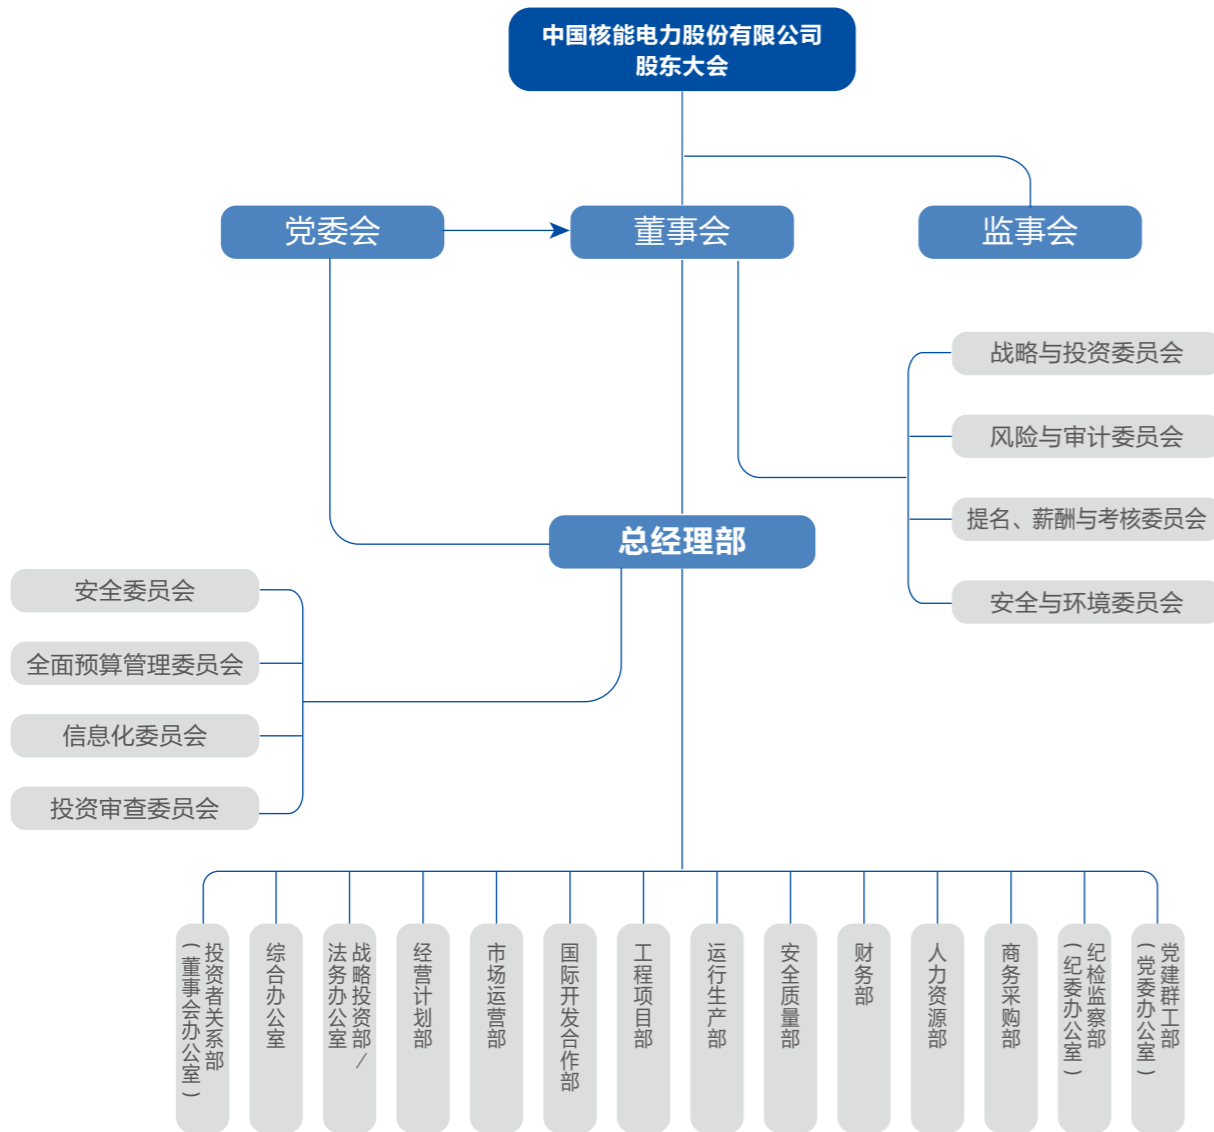 中国核能电力股份有限公司
股东大会
党委会
董事会
监事会
战略与投资委员会
风险与审计委员会
提名、薪酬与考核委员会
安全与环境委员会
总经理部
安全委员会
全面预算管理委员会
信息化委员会
投资审查委员会
投资者关系部
(董事会办公室)
综合办公室
战略投资部/
法务办公室
经营计划部
市场运营部
国际开发合作部
工程项目部
运行生产部
安全质量部
财务部
人力资源部
商务采购部
纪检监察部
(纪委办公室)
党建群工部
(党委办公室)